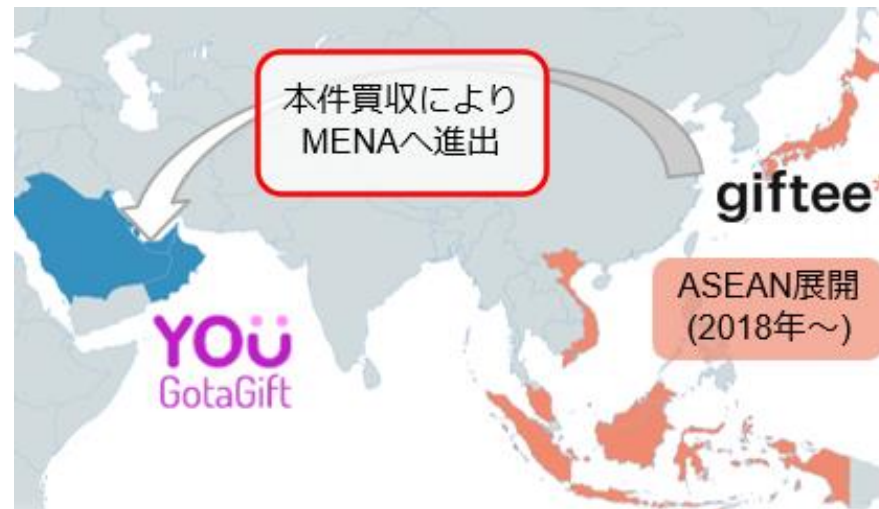 本件買収により
MENAへ進出
giftee*
ASEAN展開
(2018年～)
YOU
GotaGift